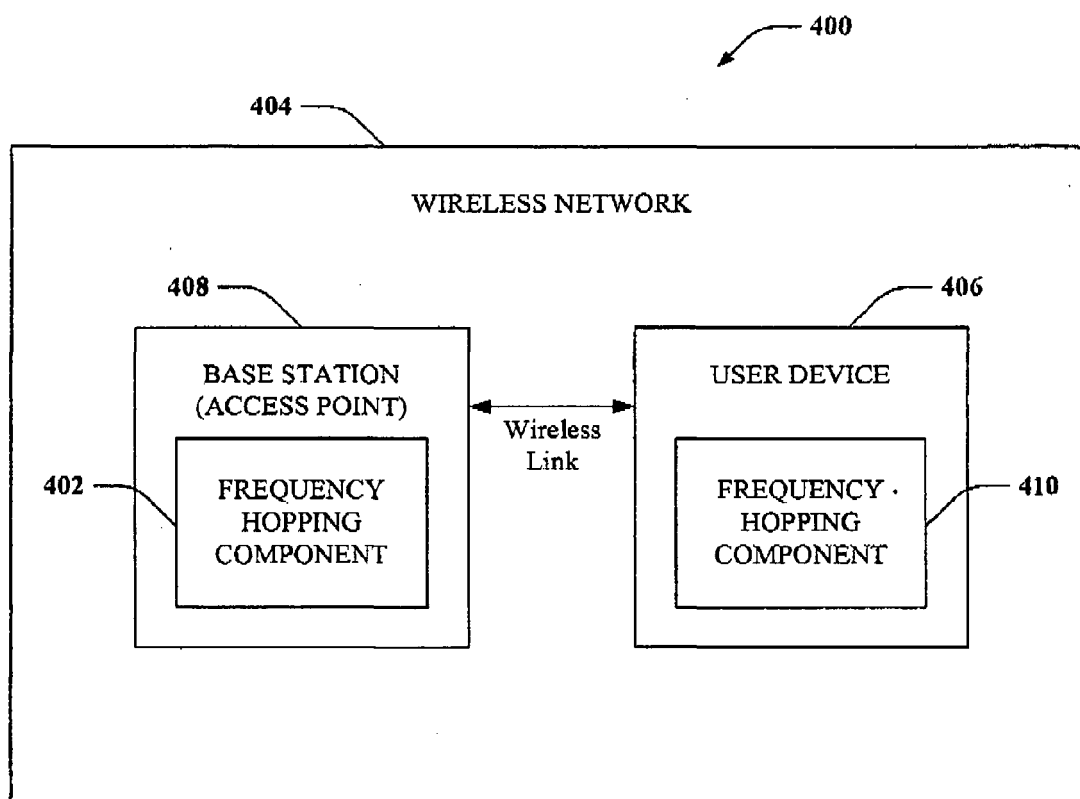 400
404
WIRELESS NETWORK
408
406
BASE STATION
(ACCESS POINT)
USER DEVICE
Wireless
Link
402
FREQUENCY
HOPPING
COMPONENT
FREQUENCY
HOPPING
COMPONENT
410